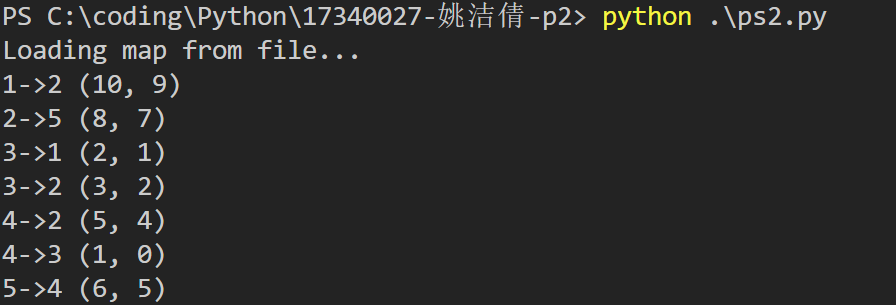 PS C:\coding\Python\17340027-姚洁倩-p2> python .\ps2.py
Loading map from file...
1->2 (10, 9)
2->5 (8, 7)
3->1 (2, 1)
3->2 (3, 2)
4->2 (5, 4)
4->3 (1, 0)
5->4 (6, 5)